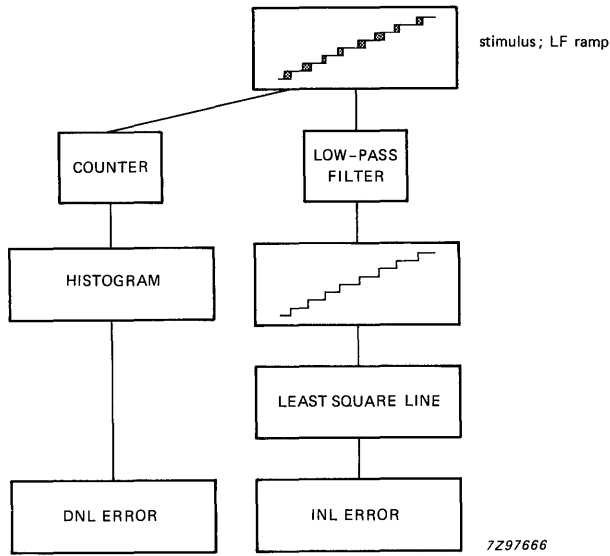 stimulus; LF ramp
COUNTER
LOW-PASS
FILTER
HISTOGRAM
LEAST SQUARE LINE
DNL ERROR
INL ERROR
7Z97666